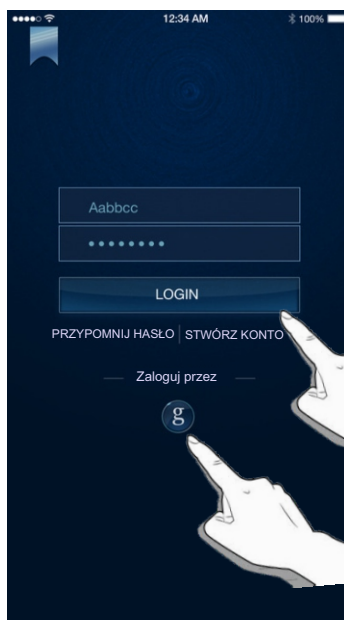 12:34 AM 100%
Aabbcc
LOGIN
PRZYPOMNIJ HASŁO STWÓRZ KONTO
Zaloguj przez
g